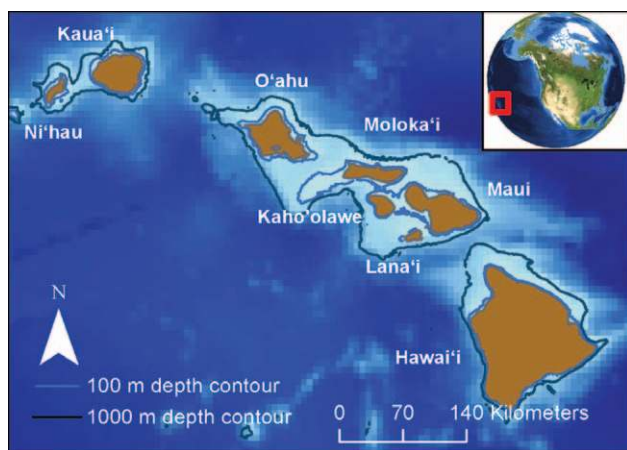 Kaua‘i
O‘ahu
Ni‘hau
Moloka‘i
Maui
Kaho‘olawe
Lana‘i
N
Hawai‘i
100 m depth contour
1000 m depth contour
0 70 140 Kilometers